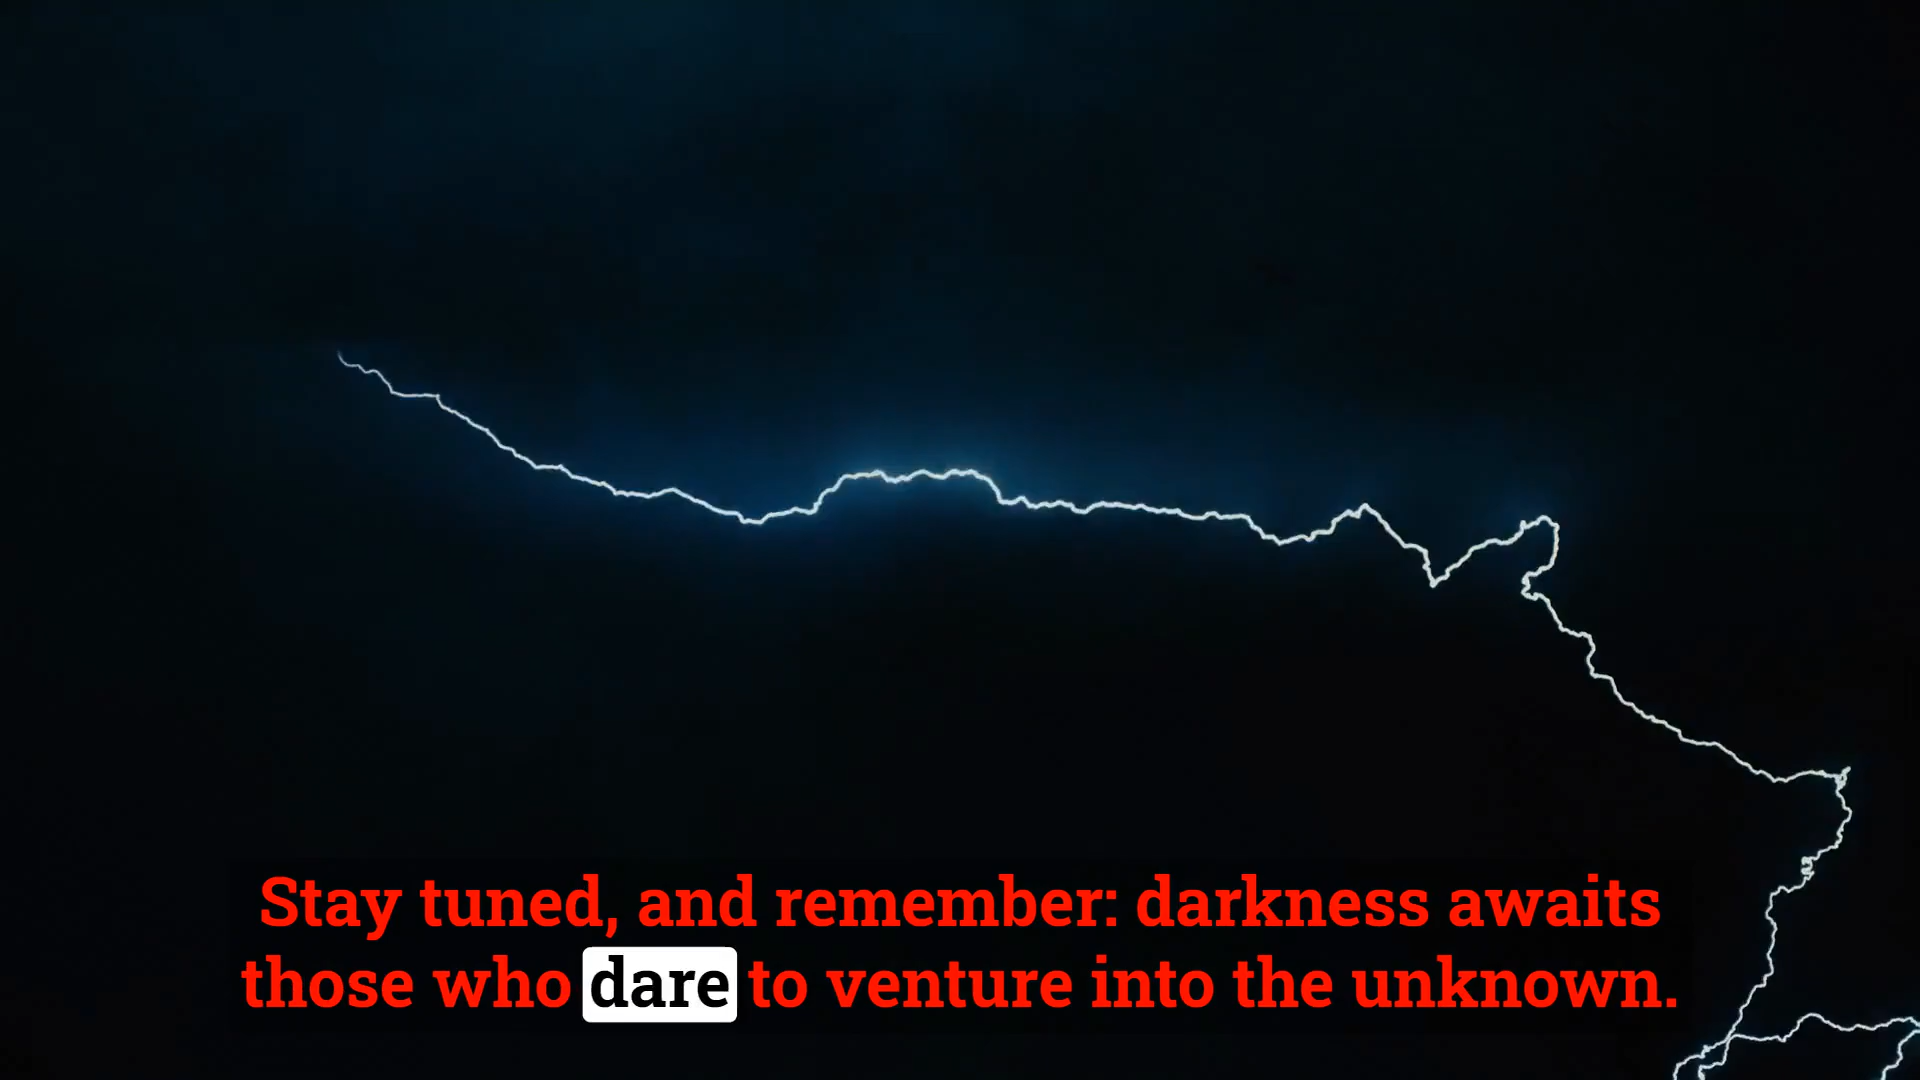 Stay tuned, and remember: darkness awaits
those who dare to venture into the unknown.